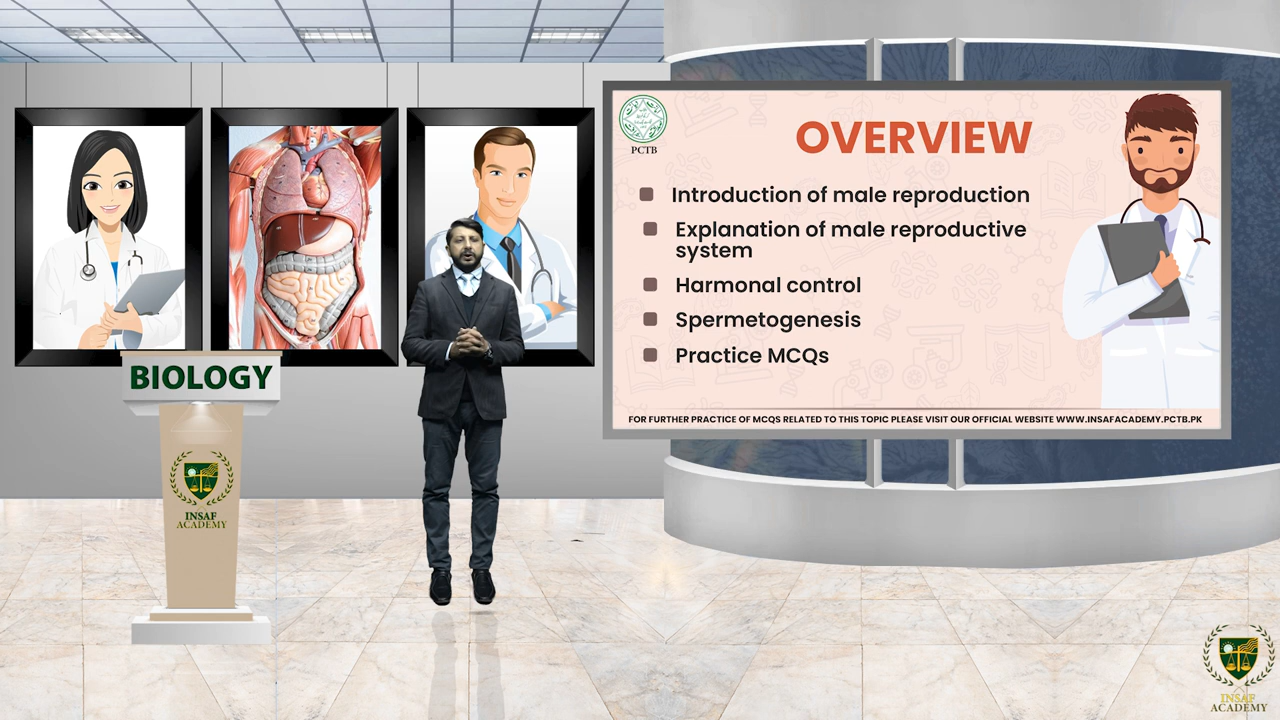 PCTB
OVERVIEW
Introduction of male reproduction
Explanation of male reproductive
system
Harmonal control
Spermetogenesis
Practice MCQs
FOR FURTHER PRACTICE OF MCQS RELATED TO THIS TOPIC PLEASE VISIT OUR OFFICIAL WEBSITE WWW.INSAFACADEMY.PCTB.PK
BIOLOGY
INSAF
ACADEMY
INSAF
ACADEMY